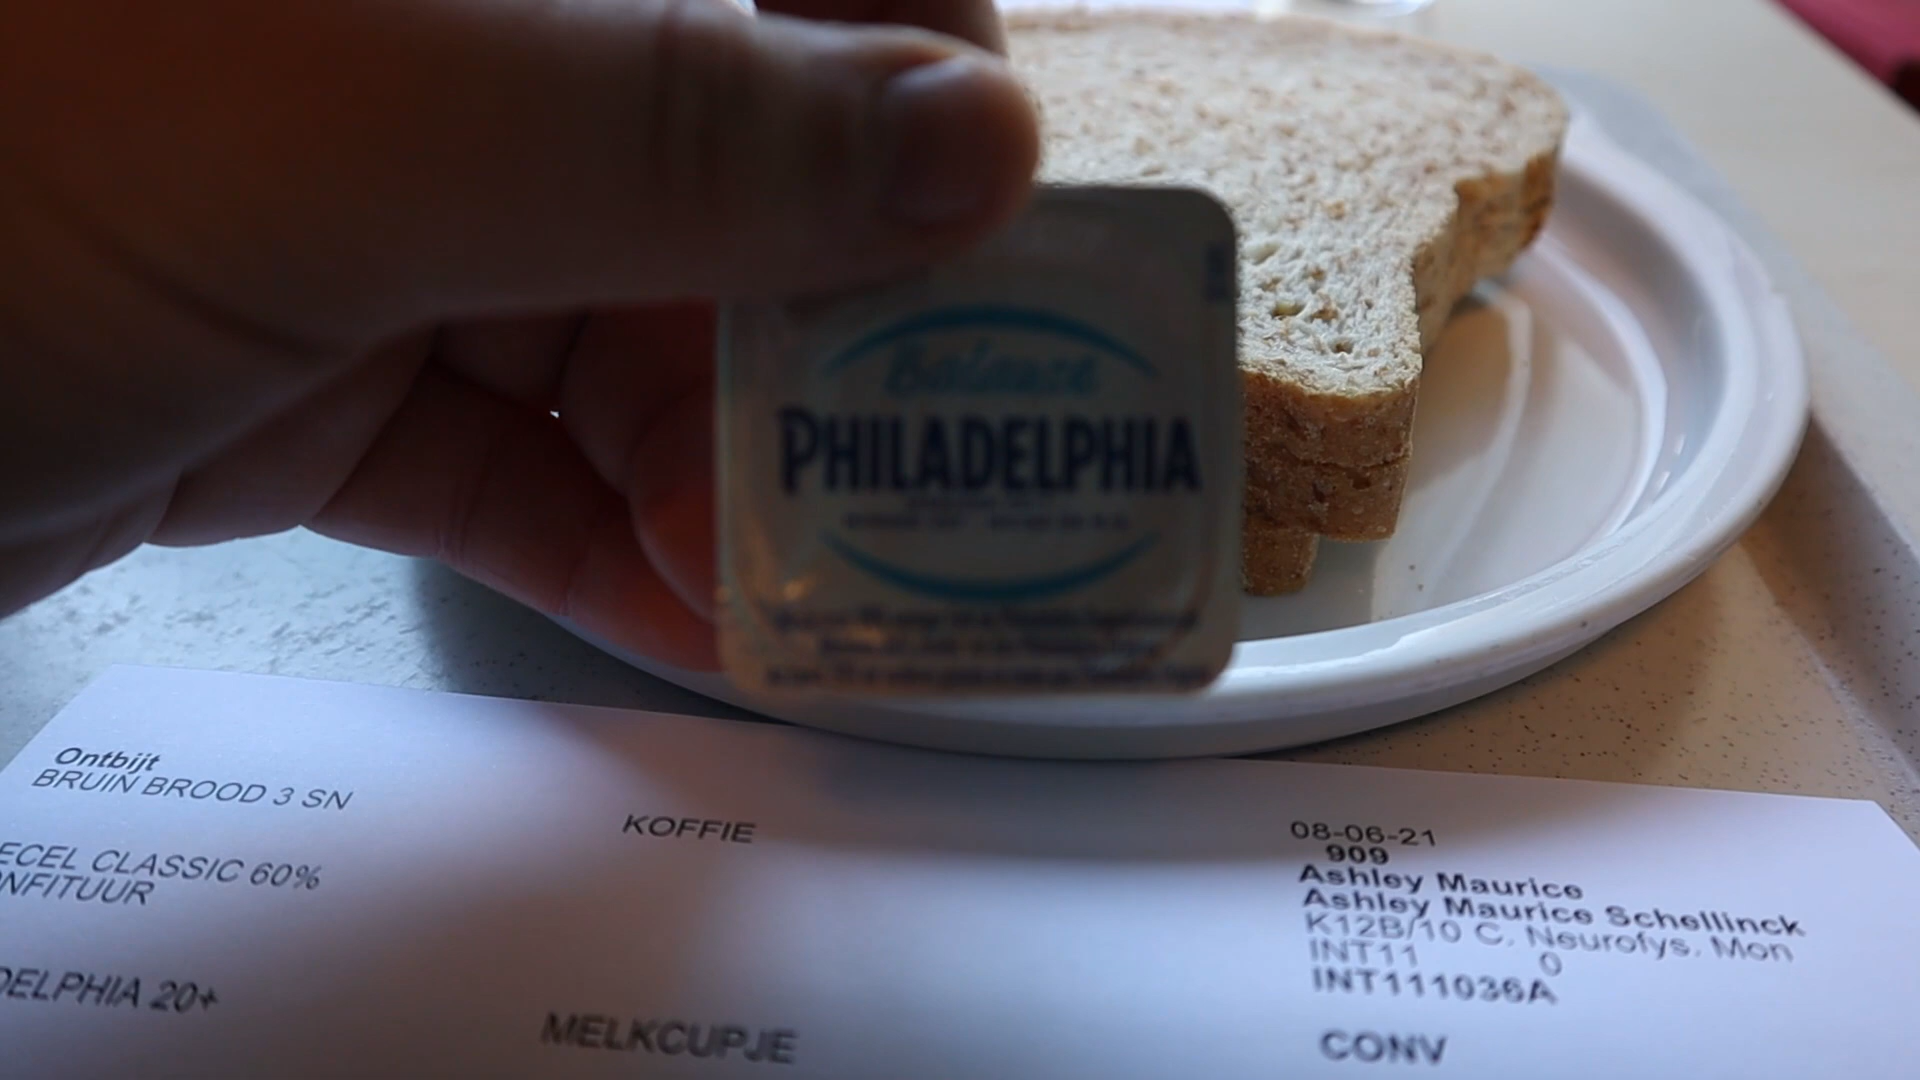 Balance
PHILADELPHIA
Ontbijt
BRUIN BROOD 3 SN
KOFFIE
ECEL CLASSIC 60%
NFITUUR
DELPHIA 20+
MELKCUPJE
08-06-21
909
Ashley Maurice
Ashley Maurice Schellinck
K12B/10 C, Neurofys. Mon
INT11 0
INT111036A
CONV